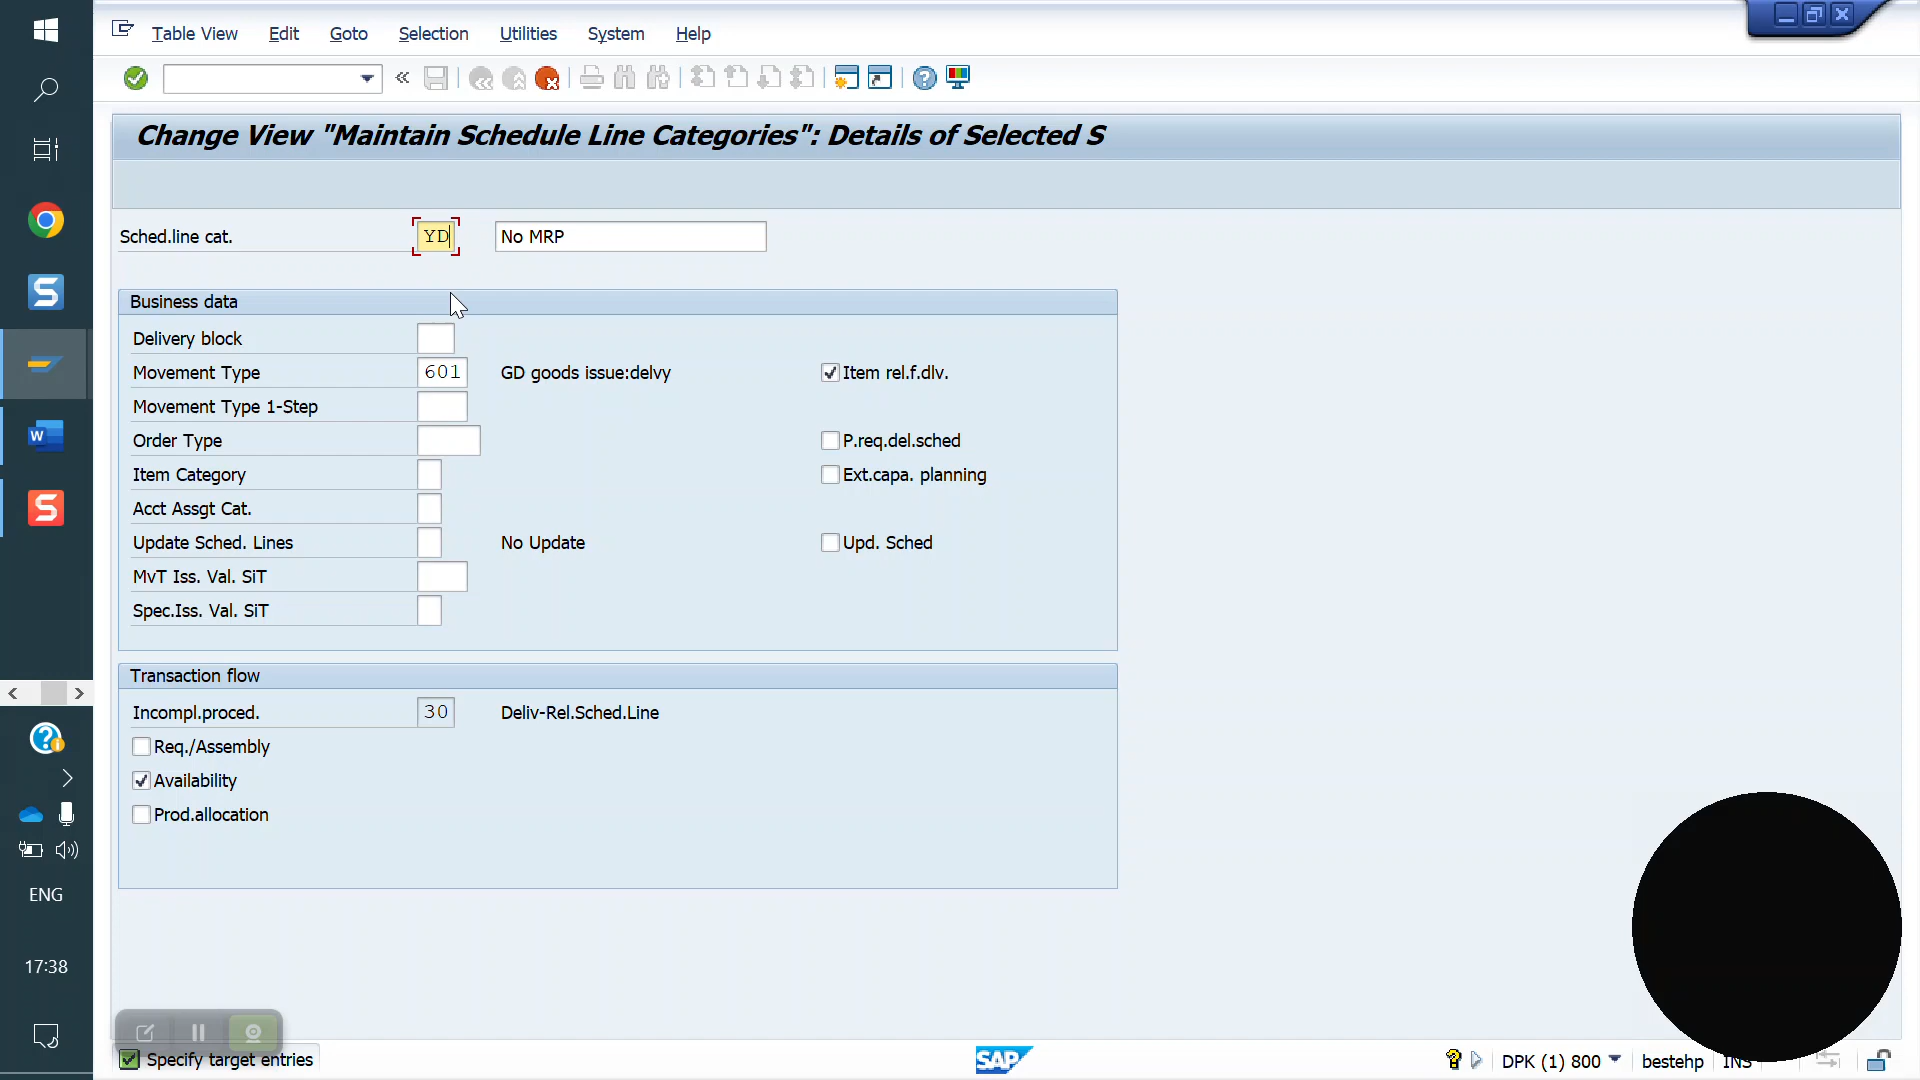 Table View Edit Goto Selection Utilities System Help
Change View "Maintain Schedule Line Categories": Details of Selected S
Sched.line cat. YD No MRP
Business data
Delivery block
Movement Type 601 GD goods issue:delvy Item rel.f.dlv.
Movement Type 1-Step
Order Type P.req.del.sched
Item Category Ext.capa. planning
Acct Assgt Cat.
Update Sched. Lines No Update Upd. Sched
MvT Iss. Val. SiT
Spec.Iss. Val. SiT
Transaction flow
Incompl.proced. 30 Deliv-Rel.Sched.Line
Req./Assembly
Availability
Prod.allocation
ENG
17:38
Specify target entries SAP DPK (1) 800 bestehp INS